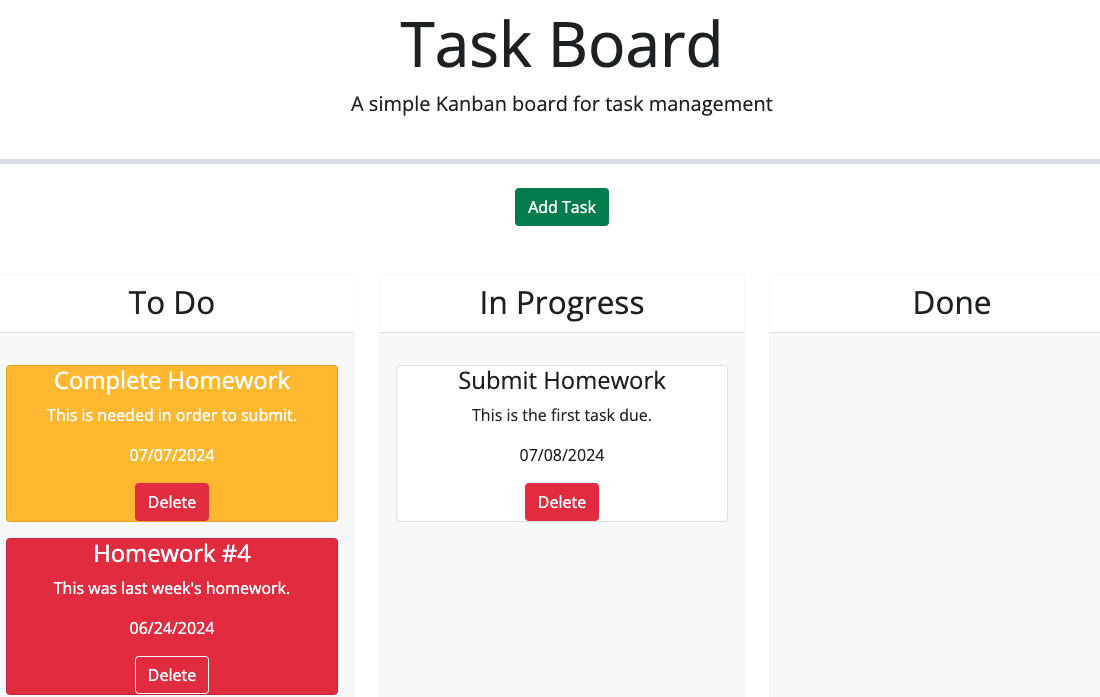 Task Board
A simple Kanban board for task management
Add Task
To Do
Complete Homework
This is needed in order to submit.
07/07/2024
Delete
Homework #4
This was last week's homework.
06/24/2024
Delete
In Progress
Submit Homework
This is the first task due.
07/08/2024
Delete
Done